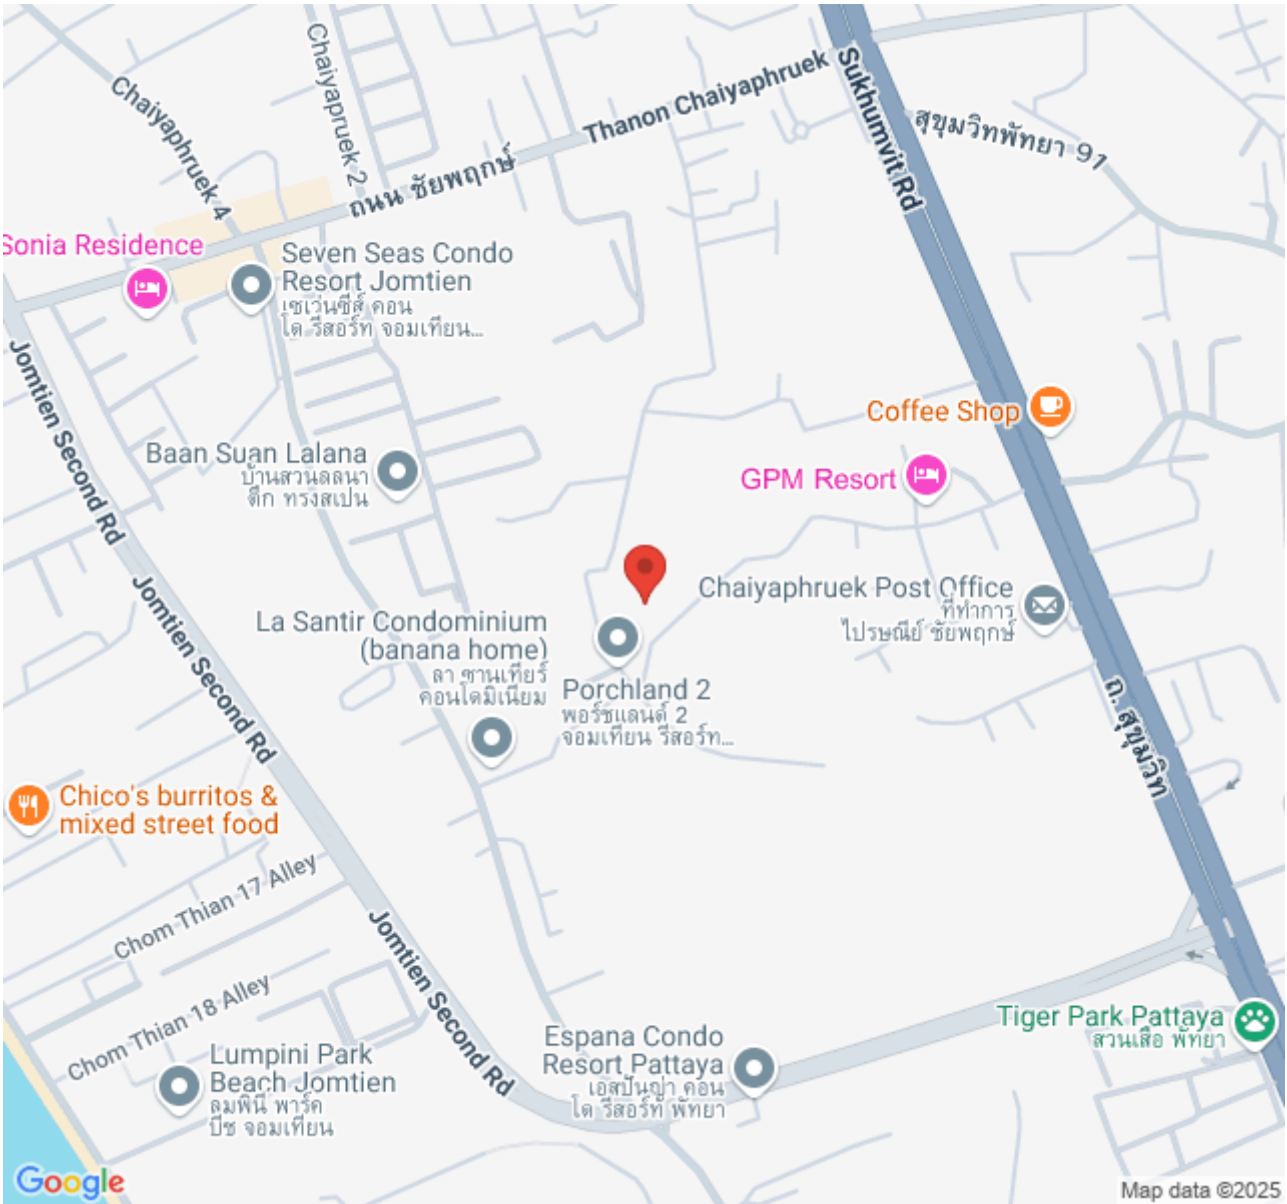 Chaiyapruek 2
Chaiyaphruek 4
Thanon Chaiyaphruek
Sukhumvit Rd
สุขุมวิทพัทยา 91
ถนน ชัยพฤกษ์
Sonia Residence
Seven Seas Condo
Resort Jomtien
เซเว่นซีส์ คอน
โด รีสอร์ท จอมเทียน...
Jomtien Second Rd
Coffee Shop
Baan Suan Lalana
บ้านสวนลลนา
ตึก ทรงสเปน
GPM Resort
Jomtien Second Rd
Chaiyaphruek Post Office
ที่ทำการ
ไปรษณีย์ ชัยพฤกษ์
La Santir Condominium
(banana home)
ลา ซานเทียร์
คอนโดมิเนียม
Porchland 2
พอร์ชแลนด์ 2
จอมเทียน รีสอร์ท...
ถ. สุขุมวิท
Chico's burritos &
mixed street food
Chom Thian 17 Alley
Jomtien Second Rd
Chom Thian 18 Alley
Tiger Park Pattaya
สวนเสือ พัทยา
Espana Condo
Resort Pattaya
เอสปันญ่า คอน
โด รีสอร์ท พัทยา
Lumpini Park
Beach Jomtien
ลุมพินี พาร์ค
บีช จอมเทียน
Google
Map data ©2025